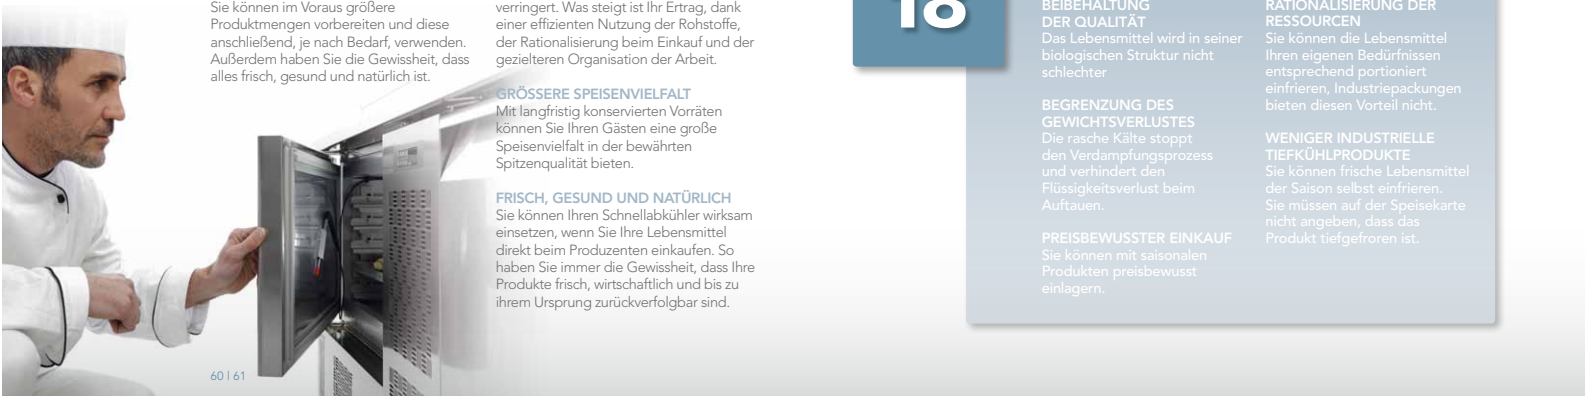 Sie können im Voraus größere
Produktmengen vorbereiten und diese
anschließend, je nach Bedarf, verwenden.
Außerdem haben Sie die Gewissheit, dass
alles frisch, gesund und natürlich ist.
verringert. Was steigt ist Ihr Ertrag, dank
einer effizienten Nutzung der Rohstoffe,
der Rationalisierung beim Einkauf und der
gezielteren Organisation der Arbeit.
GRÖSSERE SPEISENVIELFALT
Mit langfristig konservierten Vorräten
können Sie Ihren Gästen eine große
Speisenvielfalt in der bewährten
Spitzenqualität bieten.
FRISCH, GESUND UND NATÜRLICH
Sie können Ihren Schnellabkühler wirksam
einsetzen, wenn Sie Ihre Lebensmittel
direkt beim Produzenten einkaufen. So
haben Sie immer die Gewissheit, dass Ihre
Produkte frisch, wirtschaftlich und bis zu
ihrem Ursprung zurückverfolgbar sind.
60 | 61
18
BEIBEHALTUNG
DER QUALITÄT
Das Lebensmittel wird in seiner
biologischen Struktur nicht
schlechter
BEGRENZUNG DES
GEWICHTSVERLUSTES
Die rasche Kälte stoppt
den Verdampfungsprozess
und verhindert den
Flüssigkeitsverlust beim
Auftauen.
PREISBEWUSSTER EINKAUF
Sie können mit saisonalen
Produkten preisbewusst
einlagern.
RATIONALISIERUNG DER
RESSOURCEN
Sie können die Lebensmittel
Ihren eigenen Bedürfnissen
entsprechend portioniert
einfrieren, Industriepackungen
bieten diesen Vorteil nicht.
WENIGER INDUSTRIELLE
TIEFKÜHLPRODUKTE
Sie können frische Lebensmittel
der Saison selbst einfrieren.
Sie müssen auf der Speisekarte
nicht angeben, dass das
Produkt tiefgefroren ist.